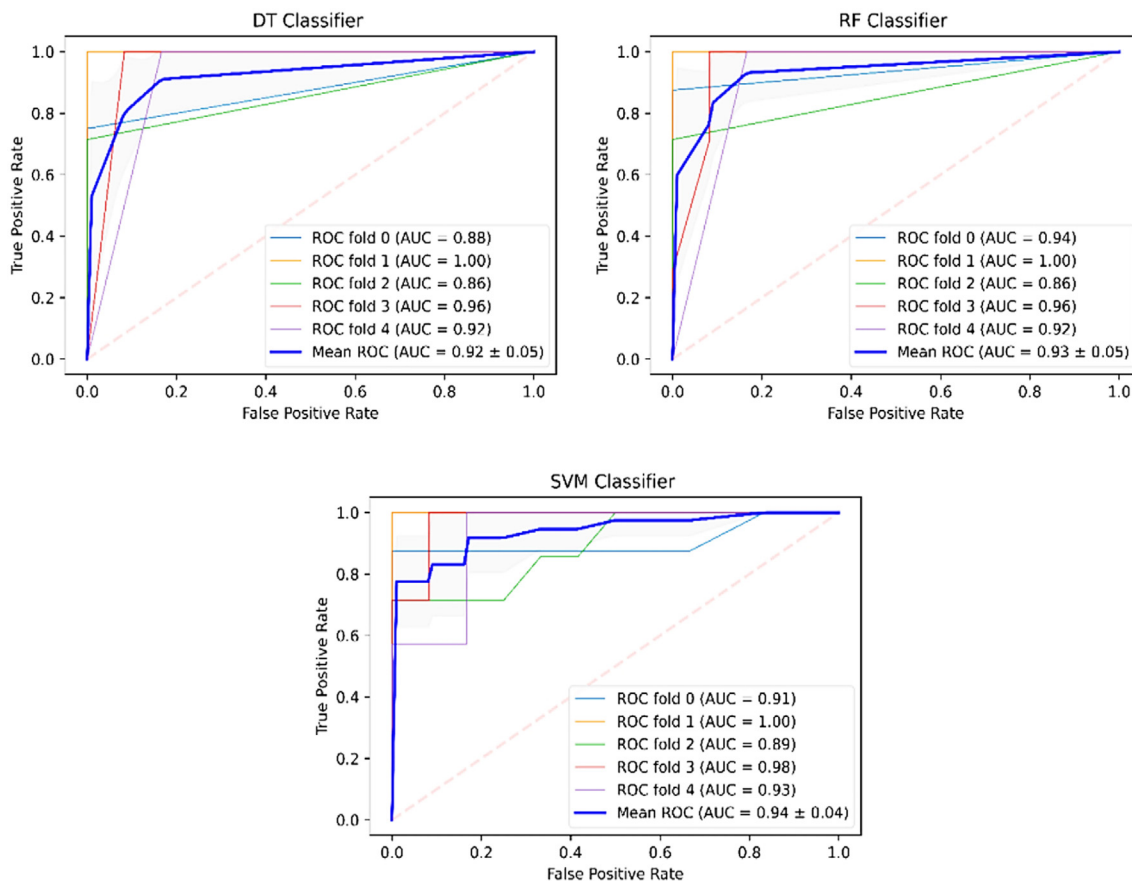 DT Classifier
True Positive Rate
1.0
0.8
0.6
0.4
0.2
0.0
ROC fold 0 (AUC = 0.88)
ROC fold 1 (AUC = 1.00)
ROC fold 2 (AUC = 0.86)
ROC fold 3 (AUC = 0.96)
ROC fold 4 (AUC = 0.92)
Mean ROC (AUC = 0.92 ± 0.05)
0.0 0.2 0.4 0.6 0.8 1.0
False Positive Rate
RF Classifier
True Positive Rate
1.0
0.8
0.6
0.4
0.2
0.0
ROC fold 0 (AUC = 0.94)
ROC fold 1 (AUC = 1.00)
ROC fold 2 (AUC = 0.86)
ROC fold 3 (AUC = 0.96)
ROC fold 4 (AUC = 0.92)
Mean ROC (AUC = 0.93 ± 0.05)
0.0 0.2 0.4 0.6 0.8 1.0
False Positive Rate
SVM Classifier
True Positive Rate
1.0
0.8
0.6
0.4
0.2
0.0
ROC fold 0 (AUC = 0.91)
ROC fold 1 (AUC = 1.00)
ROC fold 2 (AUC = 0.89)
ROC fold 3 (AUC = 0.98)
ROC fold 4 (AUC = 0.93)
Mean ROC (AUC = 0.94 ± 0.04)
0.0 0.2 0.4 0.6 0.8 1.0
False Positive Rate